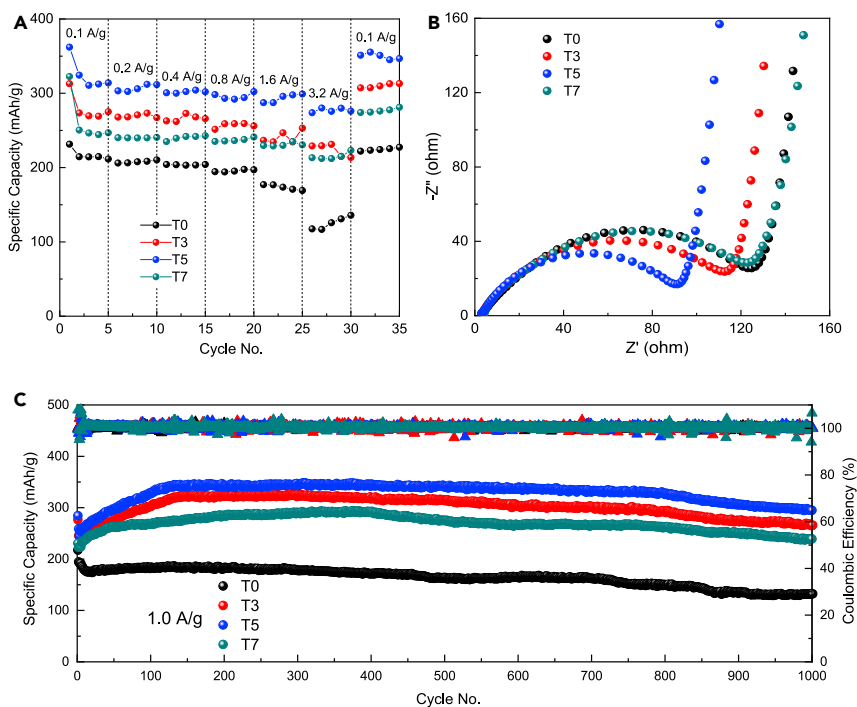 A
0.1 A/g
0.2 A/g
0.4 A/g
0.8 A/g
1.6 A/g
3.2 A/g
0.1 A/g
400
300
200
100
0
Specific Capacity (mAh/g)
T0
T3
T5
T7
0 5 10 15 20 25 30 35
Cycle No.
B
-160
-120
-80
-40
0
-Z" (ohm)
T0
T3
T5
T7
0 40 80 120 160
Z' (ohm)
C
500
400
300
200
100
0
Specific Capacity (mAh/g)
1.0 A/g
T0
T3
T5
T7
100
80
60
40
20
0
Coulombic Efficiency (%)
0 100 200 300 400 500 600 700 800 900 1000
Cycle No.